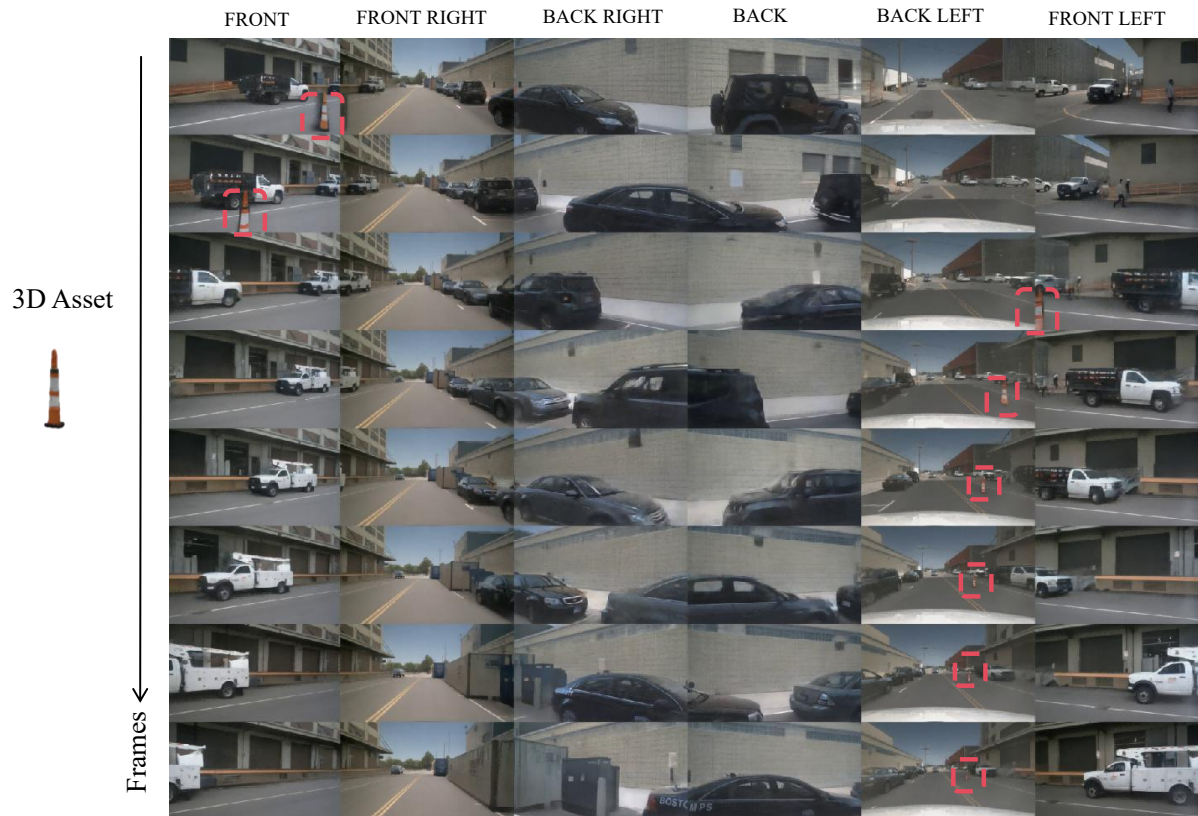 FRONT
FRONT RIGHT
BACK RIGHT
BACK
BACK LEFT
FRONT LEFT
3D Asset
Frames